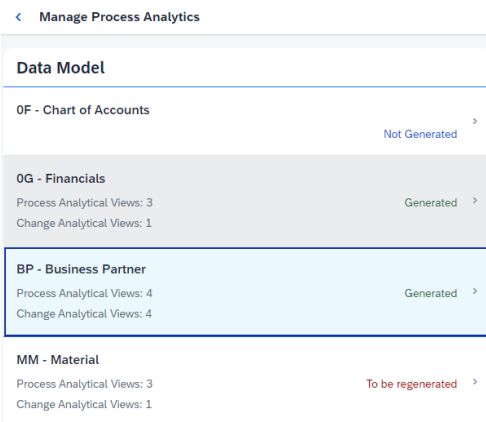 Manage Process Analytics
Data Model
0F - Chart of Accounts
Not Generated
0G - Financials
Process Analytical Views: 3
Generated
Change Analytical Views: 1
BP - Business Partner
Process Analytical Views: 4
Generated
Change Analytical Views: 4
MM - Material
Process Analytical Views: 3
To be regenerated
Change Analytical Views: 1